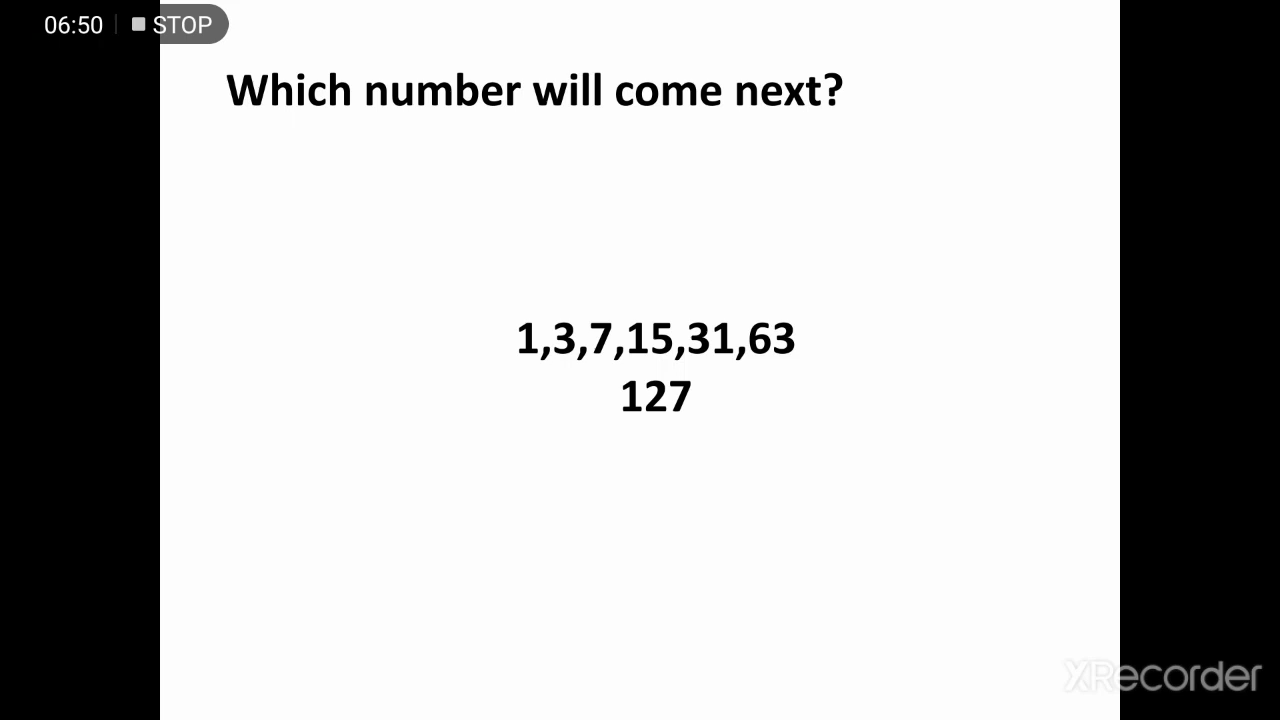 06:50 STOP
Which number will come next?
1,3,7,15,31,63
127
XRecorder